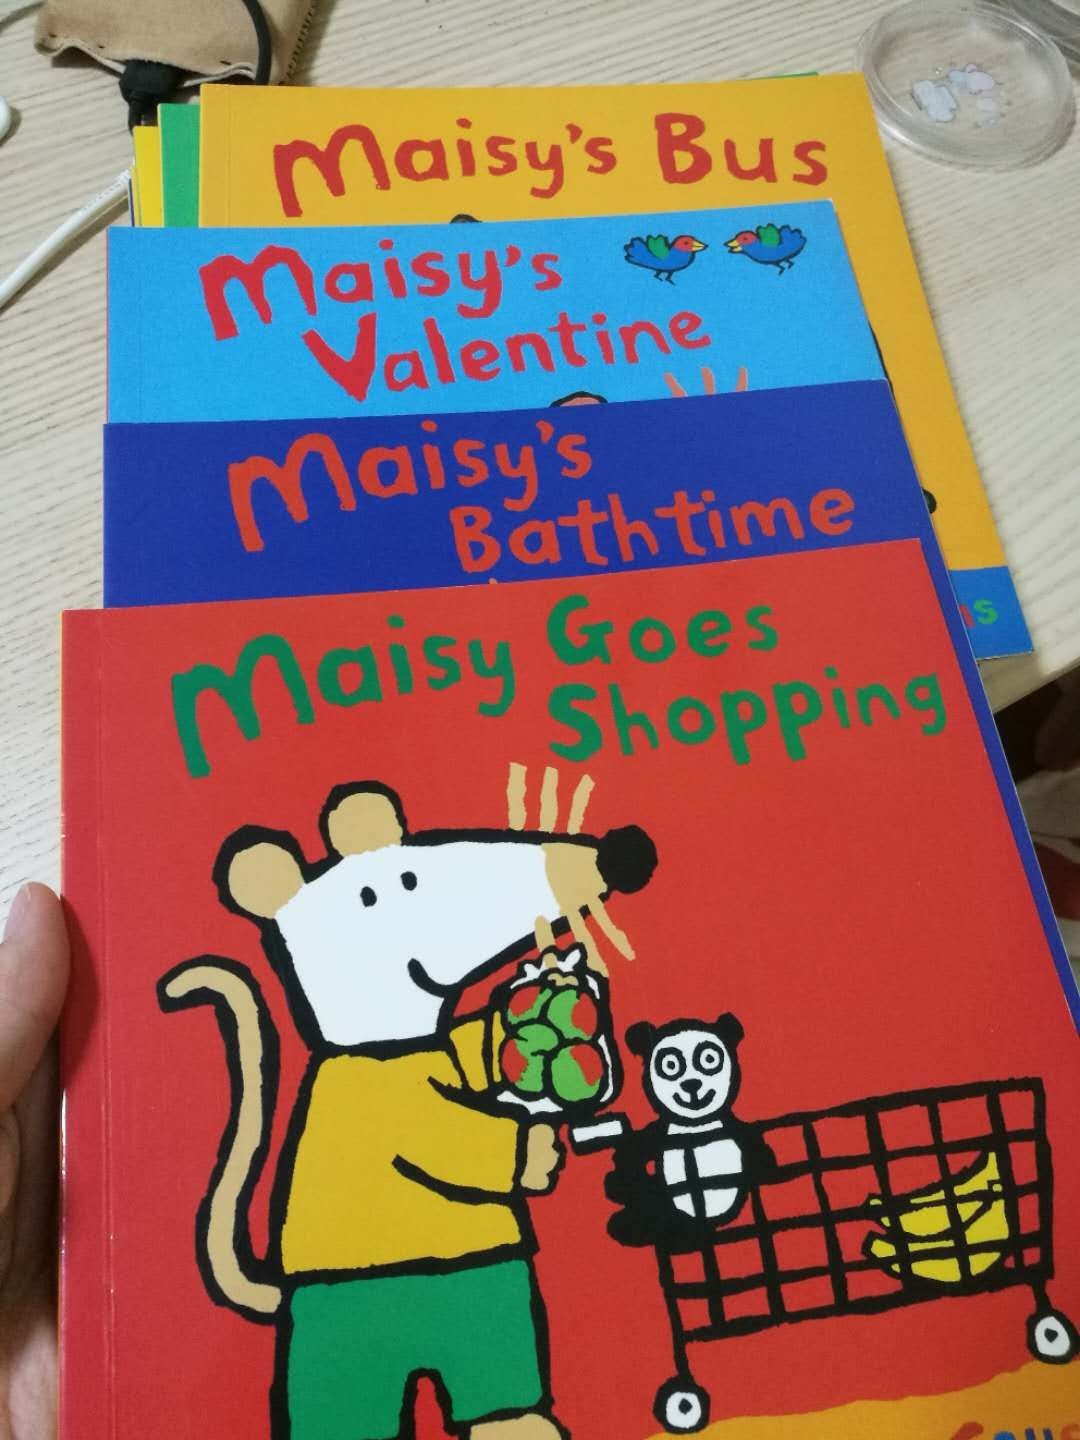 Maisy's Bus
Maisy's
Valentine
Maisy's
Bathtime
Maisy Goes
Shopping